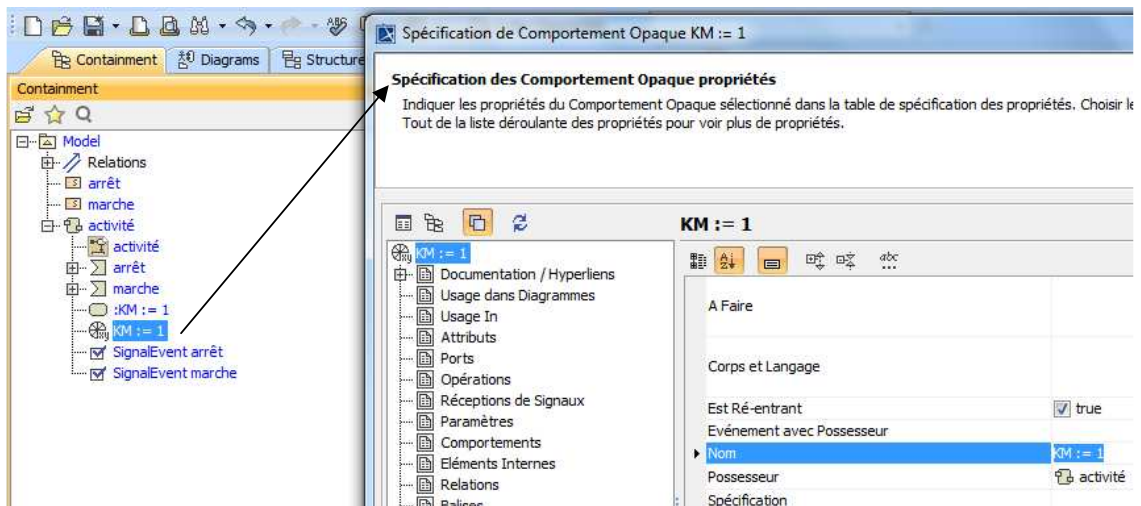 Spécification de Comportement Opaque KM := 1
Containment
Diagrams
Structure
Containment
Model
Relations
arrêt
marche
activité
activité
arrêt
marche
:KM := 1
KM := 1
SignalEvent arrêt
SignalEvent marche
Spécification des Comportement Opaque propriétés
Indiquer les propriétés du Comportement Opaque sélectionné dans la table de spécification des propriétés. Choisir le
Tout de la liste déroulante des propriétés pour voir plus de propriétés.
KM := 1
Documentation / Hyperliens
Usage dans Diagrammes
Usage In
Attributs
Ports
Opérations
Réceptions de Signaux
Paramètres
Comportements
Eléments Internes
Relations
Balises
KM := 1
A Faire
Corps et Langage
Est Ré-entrant true
Evénement avec Possesseur
Nom KM := 1
Possesseur activité
Spécification